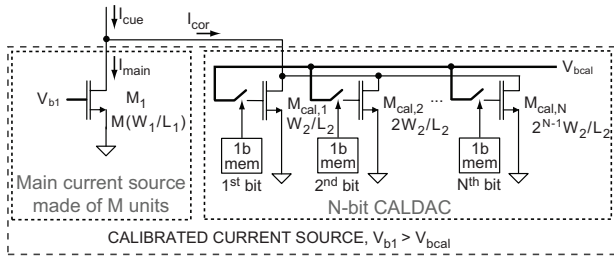 I_cue
I_cor
I_main
V_b1
M_1
M(W_1/L_1)
Main current source
made of M units
V_bcal
M_cal,1
W_2/L_2
M_cal,2
2W_2/L_2
...
M_cal,N
2^{N-1}W_2/L_2
1b
mem
1st bit
1b
mem
2nd bit
1b
mem
Nth bit
N-bit CALDAC
CALIBRATED CURRENT SOURCE, V_b1 > V_bcal